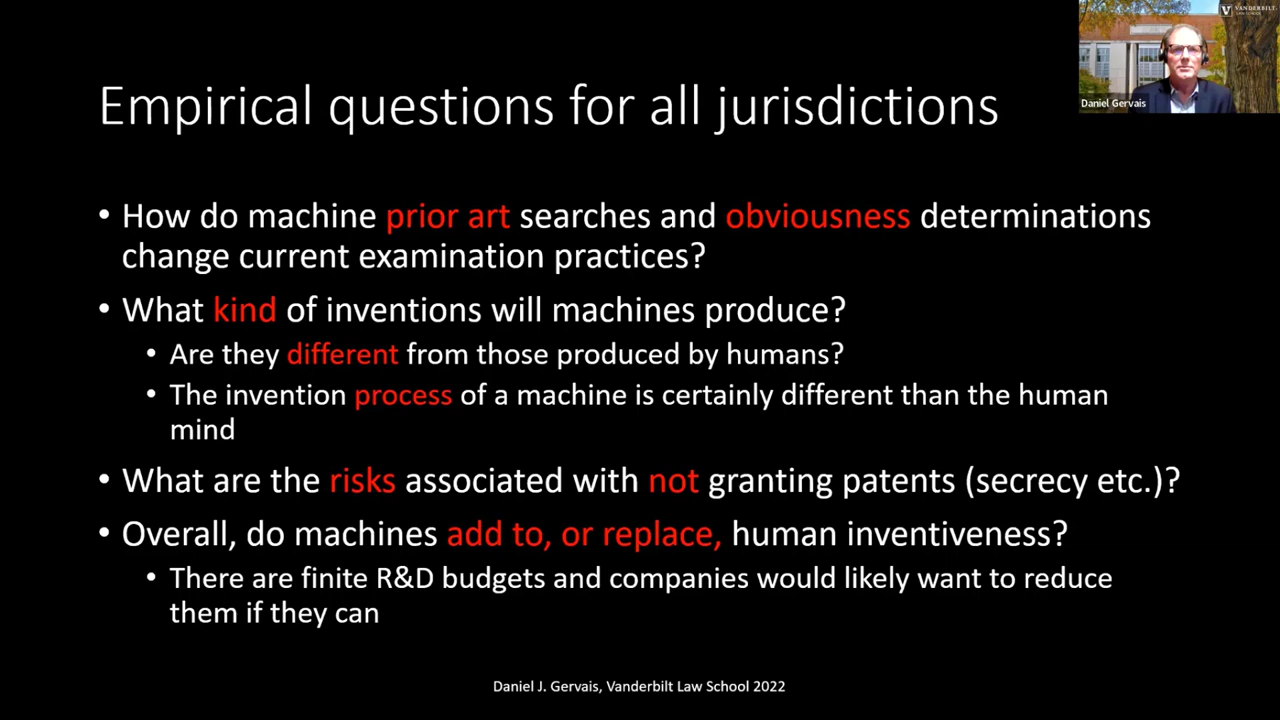 VANDERBILT
LAW SCHOOL
Daniel Gervais
Empirical questions for all jurisdictions
• How do machine prior art searches and obviousness determinations
change current examination practices?
• What kind of inventions will machines produce?
• Are they different from those produced by humans?
• The invention process of a machine is certainly different than the human
mind
• What are the risks associated with not granting patents (secrecy etc.)?
• Overall, do machines add to, or replace, human inventiveness?
• There are finite R&D budgets and companies would likely want to reduce
them if they can
Daniel J. Gervais, Vanderbilt Law School 2022